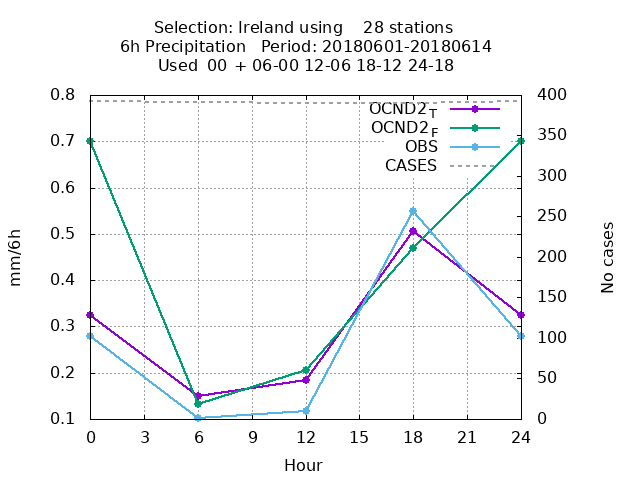 Selection: Ireland using    28 stations
6h Precipitation   Period: 20180601-20180614
Used  00 + 06-00 12-06 18-12 24-18
0.8
0.7
0.6
0.5
0.4
0.3
0.2
0.1
mm/6h
OCND2T
OCND2F
OBS
CASES
400
350
300
250
200
150
100
50
0
No cases
0 3 6 9 12 15 18 21 24
Hour